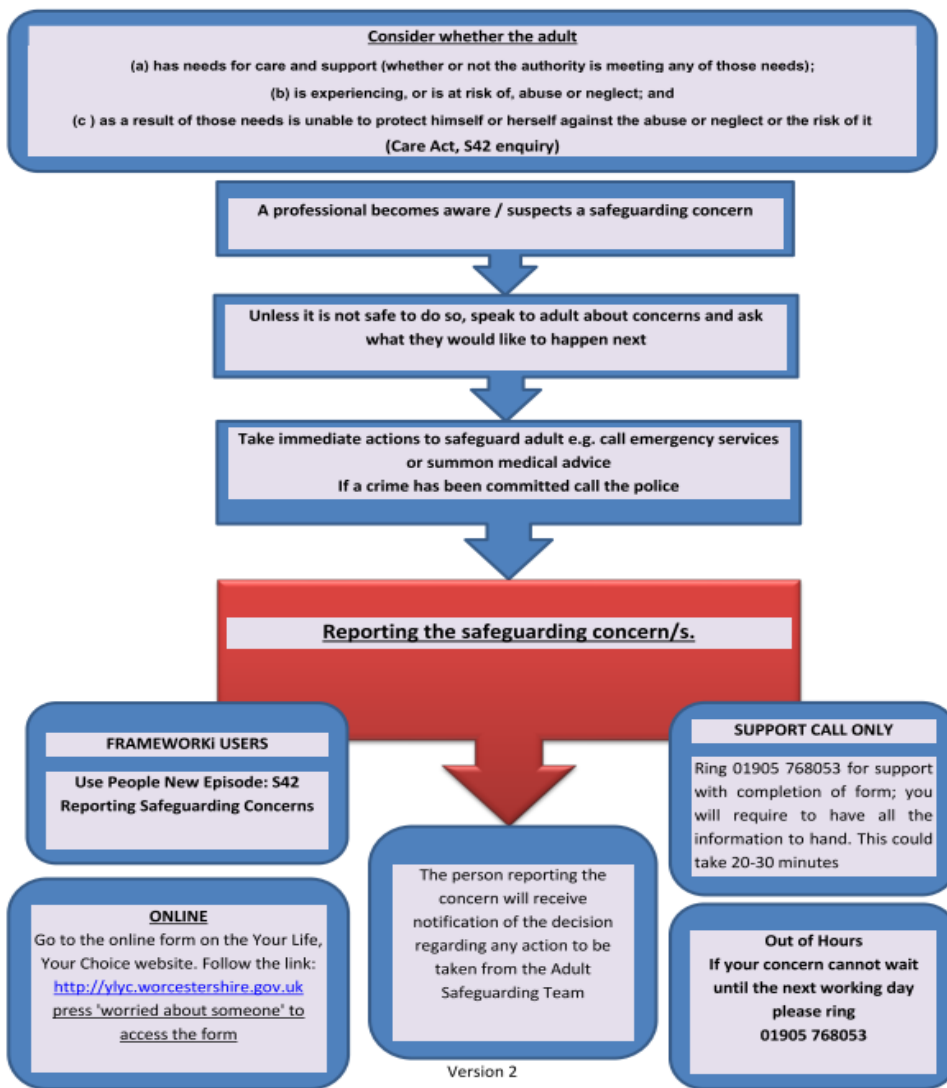 Consider whether the adult
(a) has needs for care and support (whether or not the authority is meeting any of those needs);
(b) is experiencing, or is at risk of, abuse or neglect; and
(c ) as a result of those needs is unable to protect himself or herself against the abuse or neglect or the risk of it
(Care Act, S42 enquiry)
A professional becomes aware / suspects a safeguarding concern
Unless it is not safe to do so, speak to adult about concerns and ask
what they would like to happen next
Take immediate actions to safeguard adult e.g. call emergency services
or summon medical advice
If a crime has been committed call the police
Reporting the safeguarding concern/s.
FRAMEWORKi USERS
Use People New Episode: S42
Reporting Safeguarding Concerns
SUPPORT CALL ONLY
Ring 01905 768053 for support
with completion of form; you
will require to have all the
information to hand. This could
take 20-30 minutes
ONLINE
Go to the online form on the Your Life,
Your Choice website. Follow the link:
http://ylyc.worcestershire.gov.uk
press 'worried about someone' to
access the form
The person reporting the
concern will receive
notification of the decision
regarding any action to be
taken from the Adult
Safeguarding Team
Out of Hours
If your concern cannot wait
until the next working day
please ring
01905 768053
Version 2